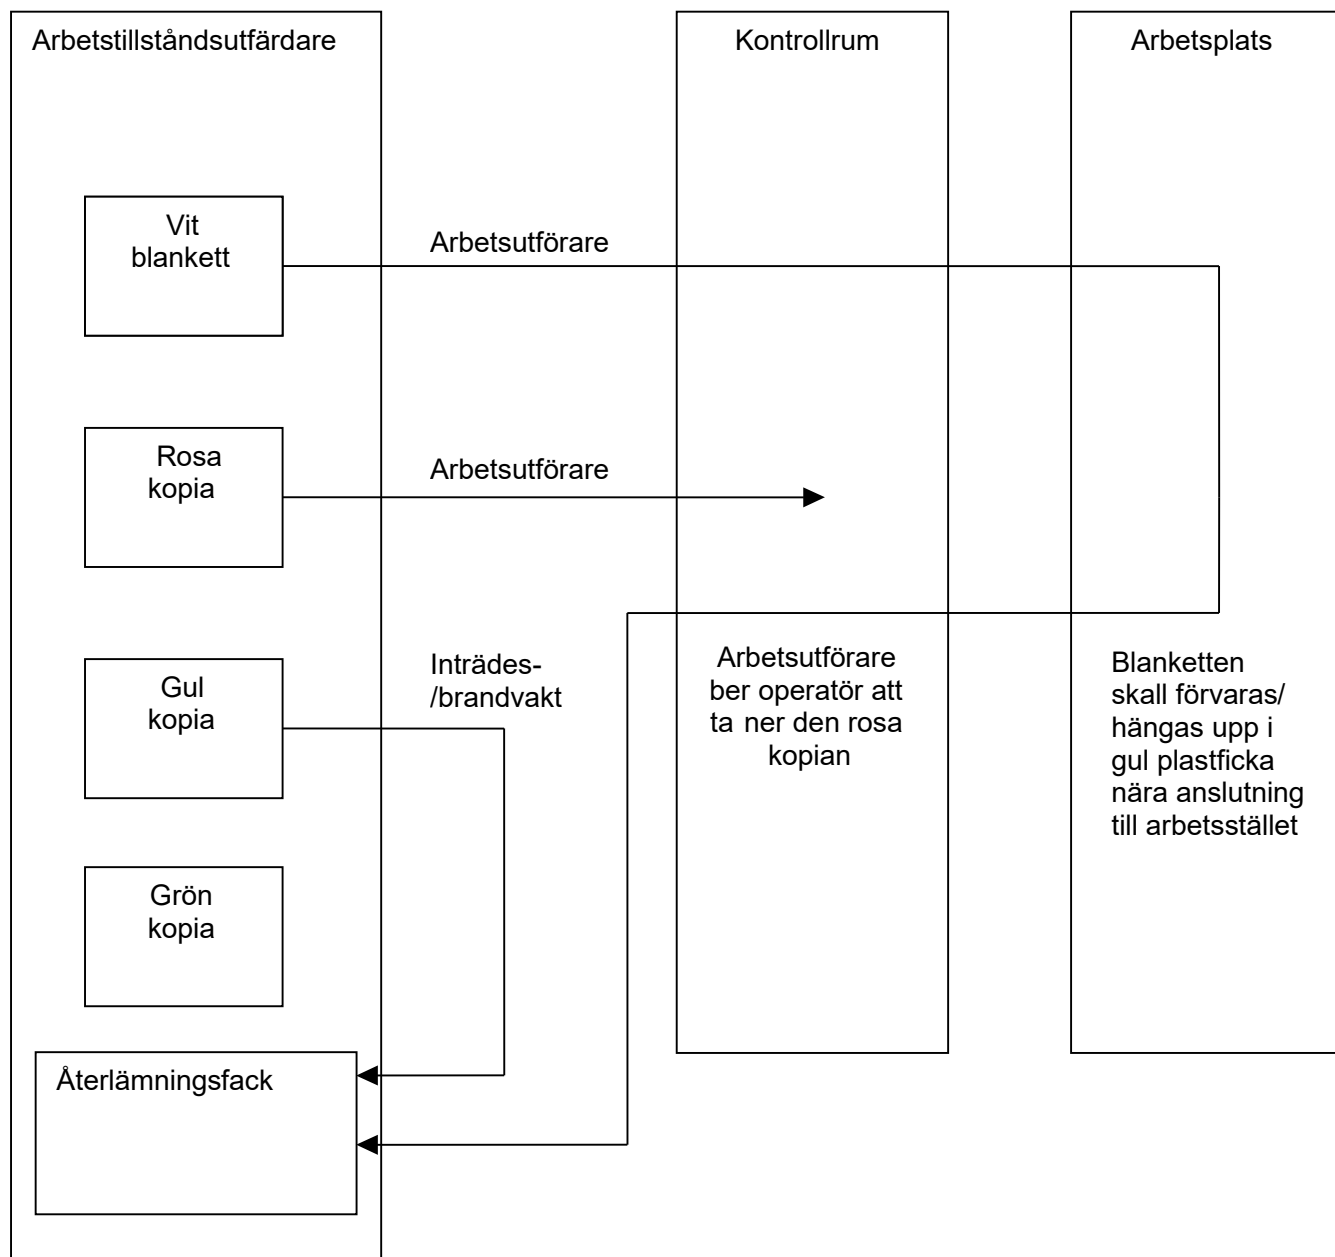 Arbetstillståndsutfärdare
Kontrollrum
Arbetsplats
Vit
blankett
Arbetsutförare
Rosa
kopia
Arbetsutförare
Gul
kopia
Inträdes-
/brandvakt
Arbetsutförare
ber operatör att
ta ner den rosa
kopian
Blanketten
skall förvaras/
hängas upp i
gul plastficka
nära anslutning
till arbetsstället
Grön
kopia
Återlämningsfack